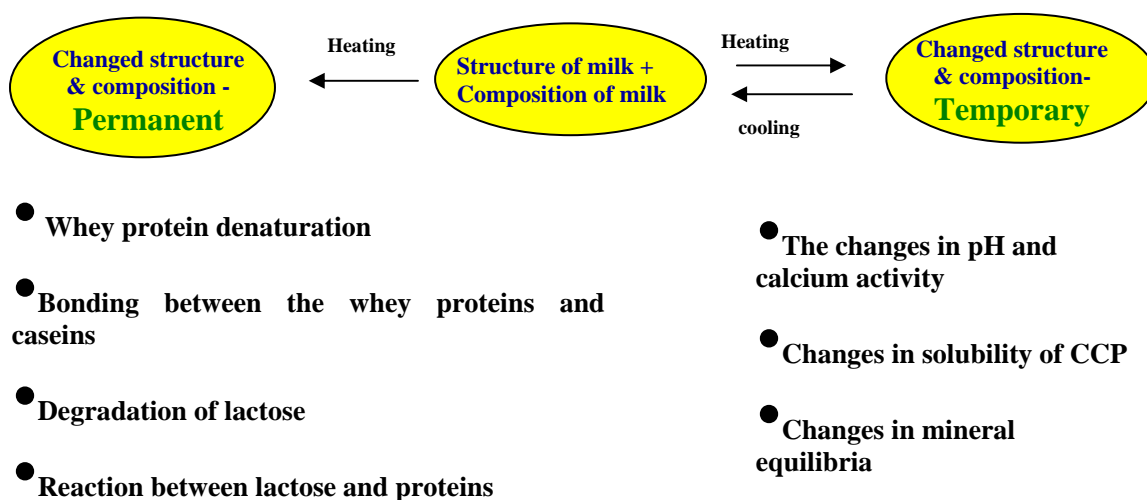 Changed structure
& composition -
Permanent
Heating
Structure of milk +
Composition of milk
Heating
cooling
Changed structure
& composition-
Temporary
● Whey protein denaturation
●Bonding between the whey proteins and
caseins
●Degradation of lactose
●Reaction between lactose and proteins
●The changes in pH and
calcium activity
●Changes in solubility of CCP
●Changes in mineral
equilibria